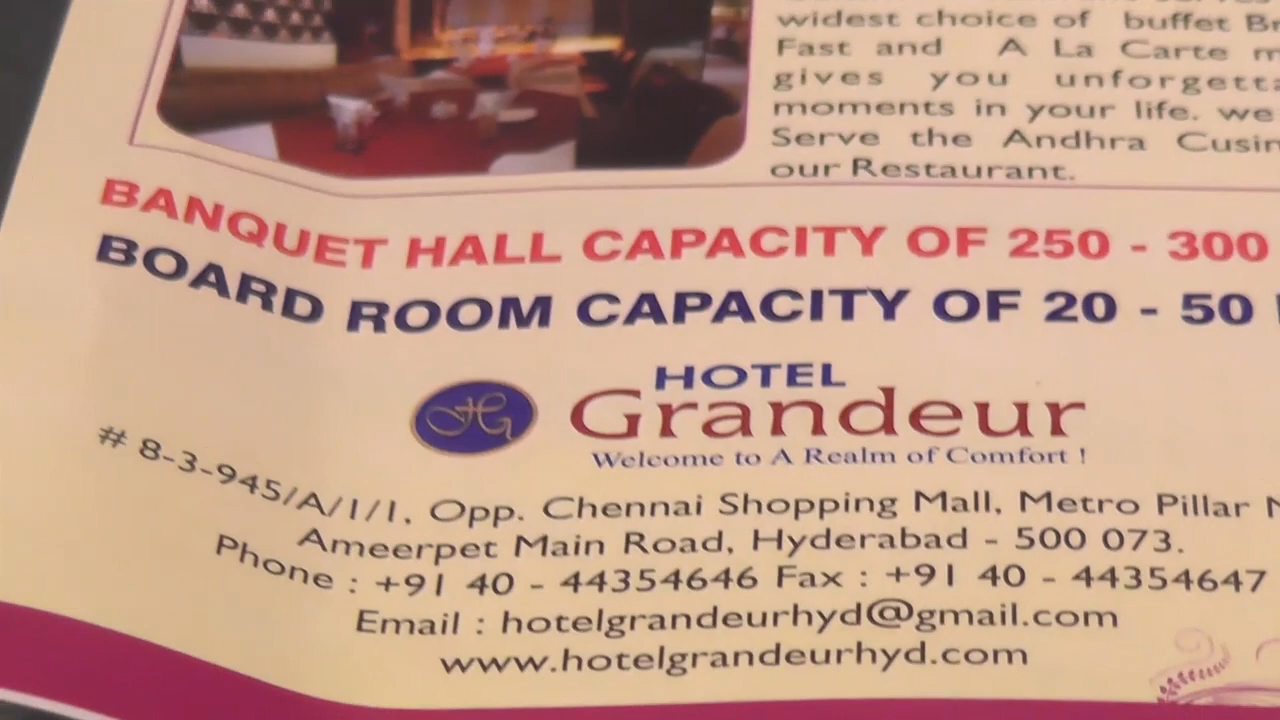 widest choice of buffet
Fast and A La Carte
gives you
moments in your life. we
Serve the Andhra
our Restaurant.
BANQUET HALL CAPACITY OF 250 - 300
BOARD ROOM CAPACITY OF 20 - 50
HG
HOTEL
Grandeur
Welcome to A Realm of Comfort !
# 8-3-945/A/1/1, Opp. Chennai Shopping Mall, Metro Pillar
Ameerpet Main Road, Hyderabad - 500 073.
Phone : +91 40 - 44354646 Fax : +91 40 - 44354647
Email : hotelgrandeurhyd@gmail.com
www.hotelgrandeurhyd.com